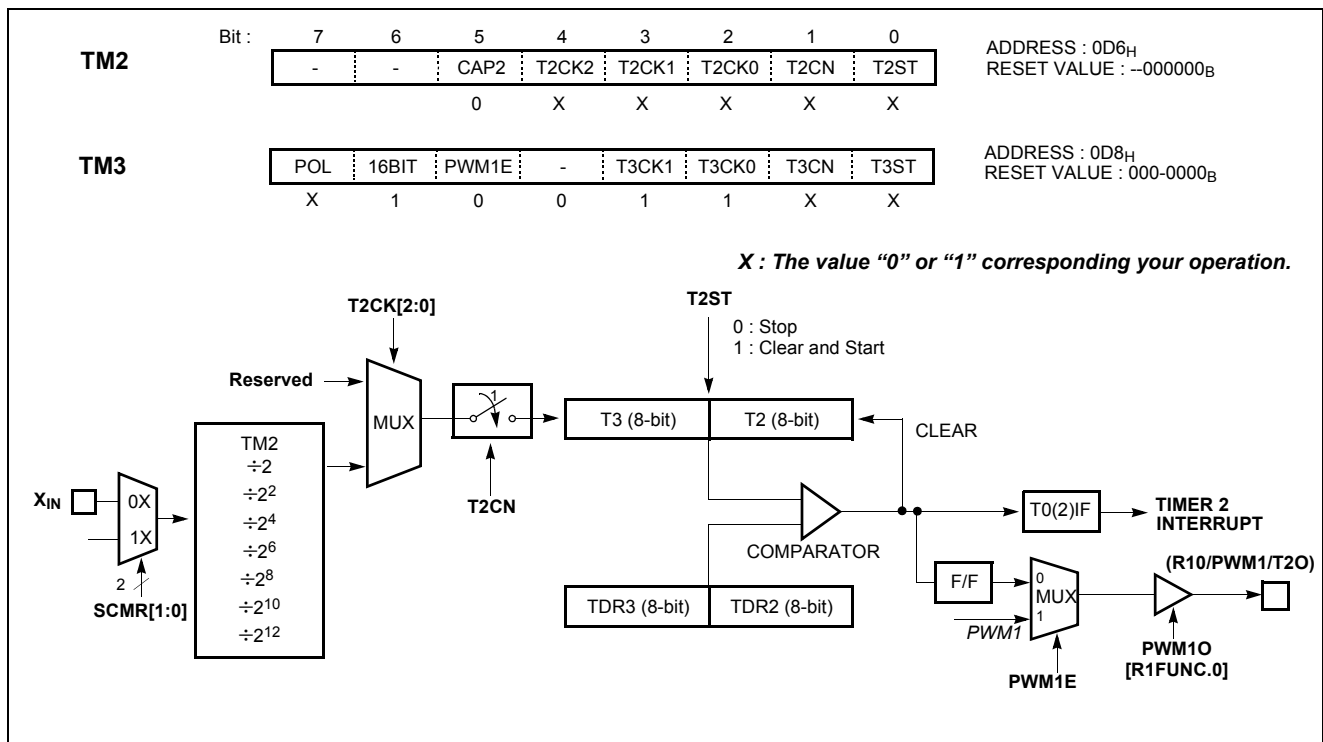 Bit : 7 6 5 4 3 2 1 0
TM2 - - CAP2 T2CK2 T2CK1 T2CK0 T2CN T2ST
0 X X X X X
ADDRESS : 0D6H
RESET VALUE : --000000B
TM3 POL 16BIT PWM1E - T3CK1 T3CK0 T3CN T3ST
X 1 0 0 1 1 X X
ADDRESS : 0D8H
RESET VALUE : 000-0000B
X : The value “0” or “1” corresponding your operation.
T2CK[2:0]
T2ST
0 : Stop
1 : Clear and Start
Reserved
MUX
1
T2CN
T3 (8-bit) T2 (8-bit)
CLEAR
XIN
0X
1X
2
SCMR[1:0]
TM2
÷2
÷2²
÷2⁴
÷2⁶
÷2⁸
÷2¹⁰
÷2¹²
COMPARATOR
TDR3 (8-bit) TDR2 (8-bit)
T0(2)IF
TIMER 2
INTERRUPT
F/F
0
MUX
1
PWM1
PWM1E
(R10/PWM1/T2O)
PWM1O
[R1FUNC.0]